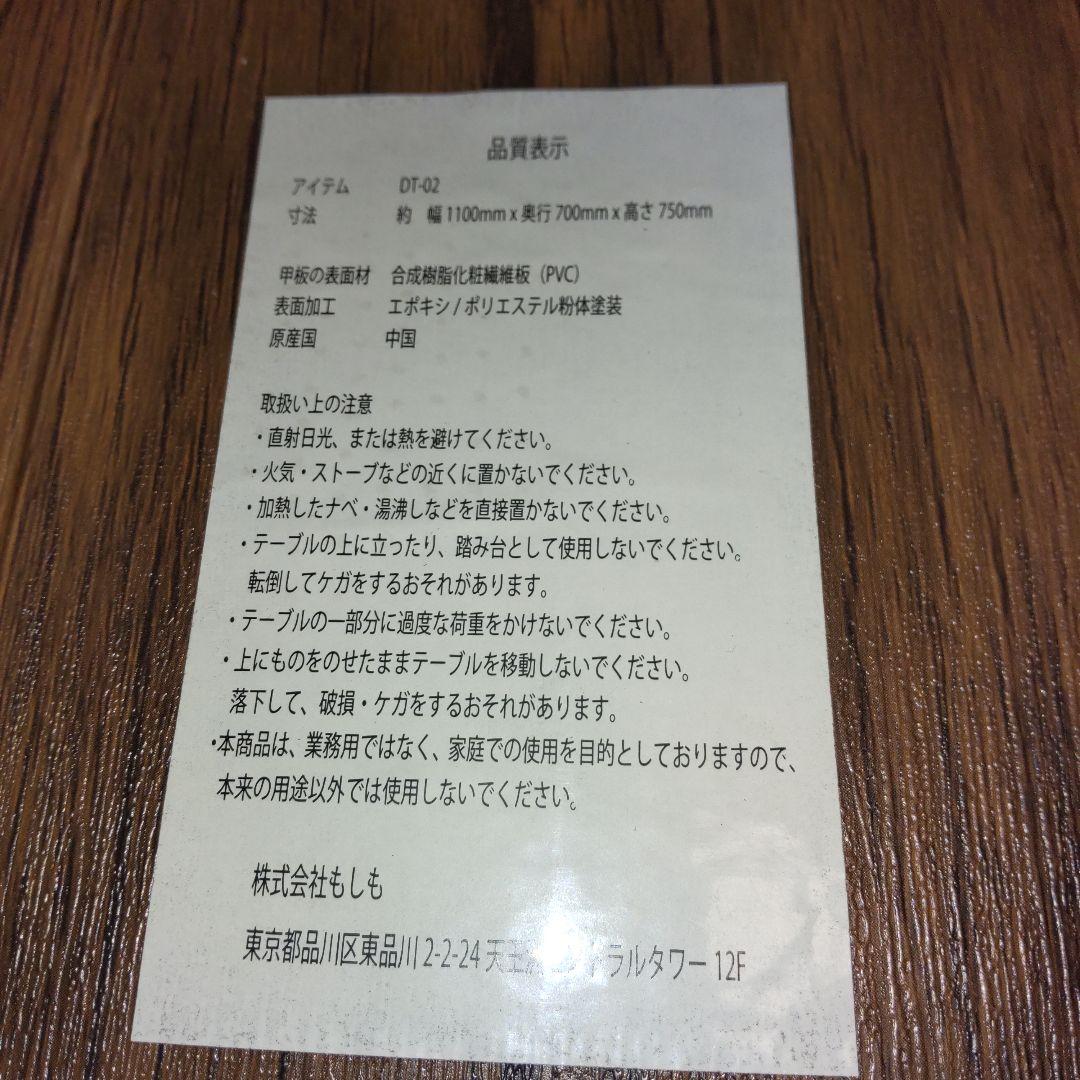 品質表示
アイテム DT-02
寸法 約 幅1100mm x 奥行 700mm x 高さ 750mm
甲板の表面材 合成樹脂化粧繊維板（PVC）
表面加工 エポキシ / ポリエステル粉体塗装
原産国 中国
取扱い上の注意
・直射日光、または熱を避けてください。
・火気・ストーブなどの近くに置かないでください。
・加熱したナベ・湯沸しなどを直接置かないでください。
・テーブルの上に立ったり、踏み台として使用しないでください。
転倒してケガをするおそれがあります。
・テーブルの一部分に過度な荷重をかけないでください。
・上にものをのせたままテーブルを移動しないでください。
落下して、破損・ケガをするおそれがあります。
・本商品は、業務用ではなく、家庭での使用を目的としておりますので、
本来の用途以外では使用しないでください。
株式会社もしも
東京都品川区東品川 2-2-24 ラルタワー 12F